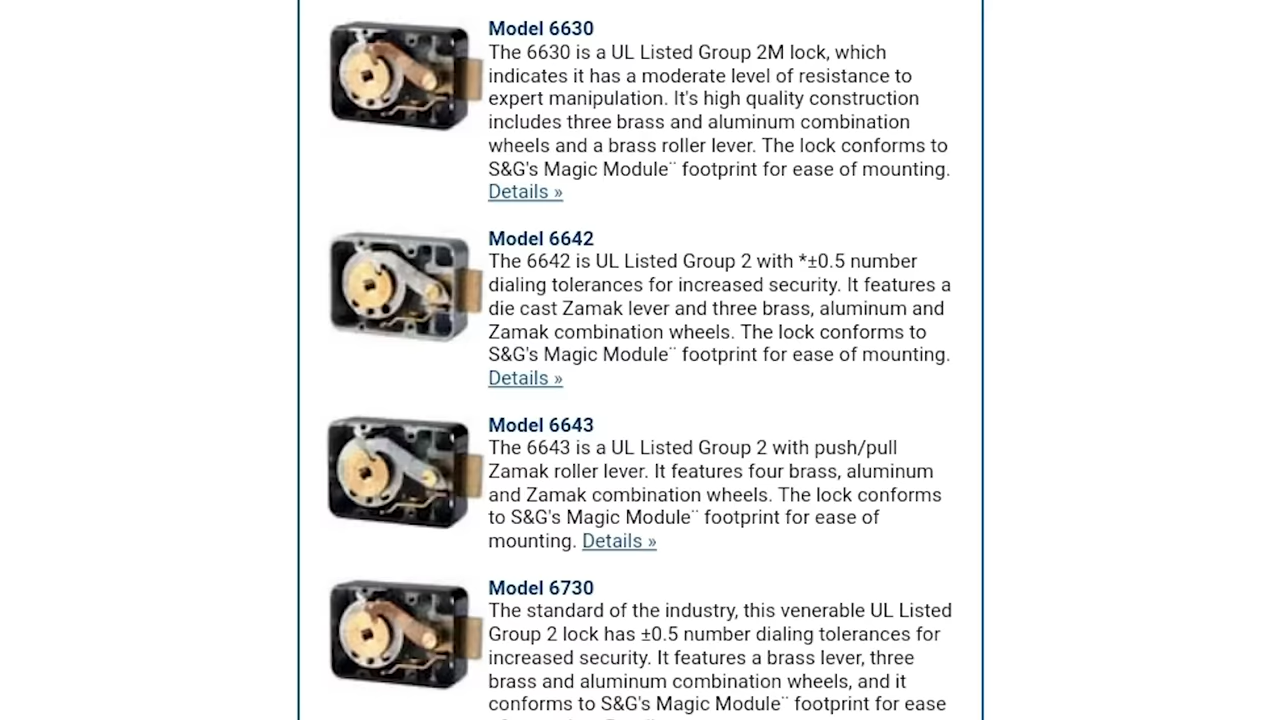 Model 6630
The 6630 is a UL Listed Group 2M lock, which
indicates it has a moderate level of resistance to
expert manipulation. It's high quality construction
includes three brass and aluminum combination
wheels and a brass roller lever. The lock conforms to
S&G's Magic Module¨ footprint for ease of mounting.
Details »
Model 6642
The 6642 is UL Listed Group 2 with *±0.5 number
dialing tolerances for increased security. It features a
die cast Zamak lever and three brass, aluminum and
Zamak combination wheels. The lock conforms to
S&G's Magic Module¨ footprint for ease of mounting.
Details »
Model 6643
The 6643 is a UL Listed Group 2 with push/pull
Zamak roller lever. It features four brass, aluminum
and Zamak combination wheels. The lock conforms
to S&G's Magic Module¨ footprint for ease of
mounting. Details »
Model 6730
The standard of the industry, this venerable UL Listed
Group 2 lock has ±0.5 number dialing tolerances for
increased security. It features a brass lever, three
brass and aluminum combination wheels, and it
conforms to S&G's Magic Module¨ footprint for ease